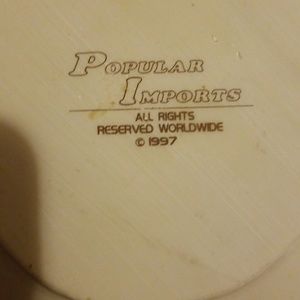 POPULAR
IMPORTS
ALL RIGHTS
RESERVED WORLDWIDE
© 1997